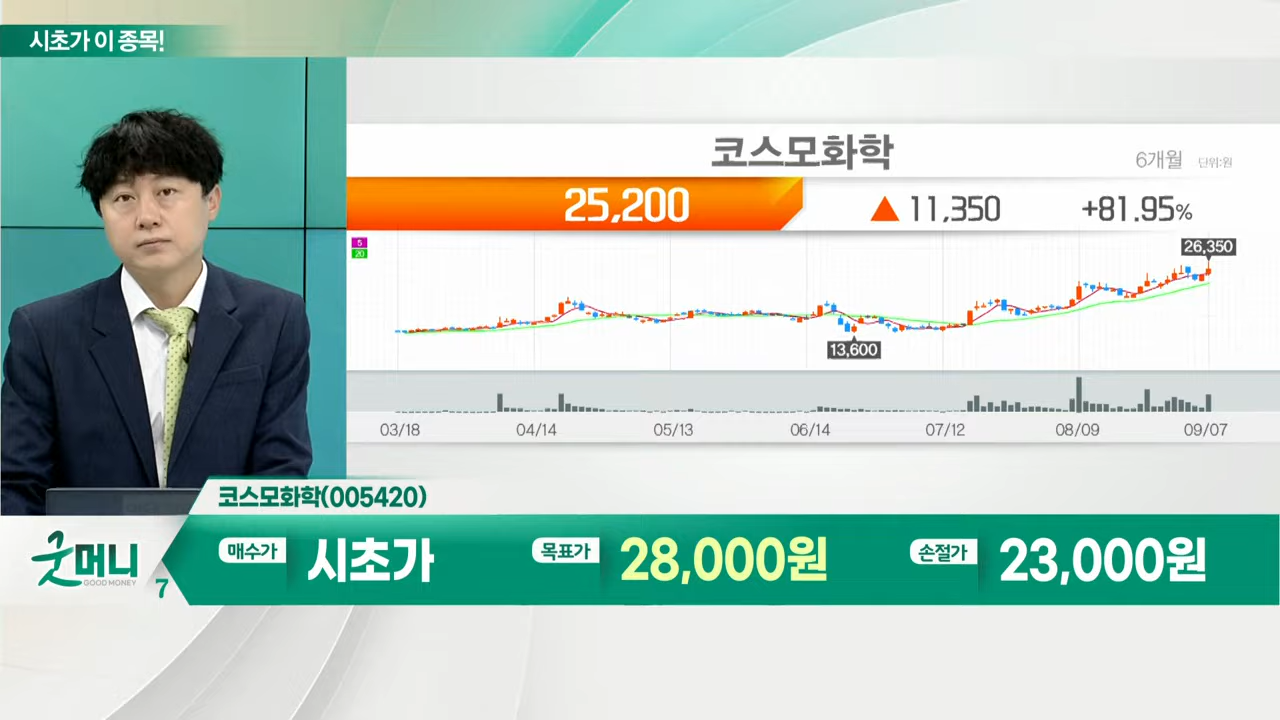 시초가 이 종목!
코스모화학
6개월 단위:원
25,200 ▲ 11,350 +81.95%
5
20
26,350
13,600
03/18 04/14 05/13 06/14 07/12 08/09 09/07
코스모화학(005420)
굿머니
GOOD MONEY
7
매수가 시초가 목표가 28,000원 손절가 23,000원